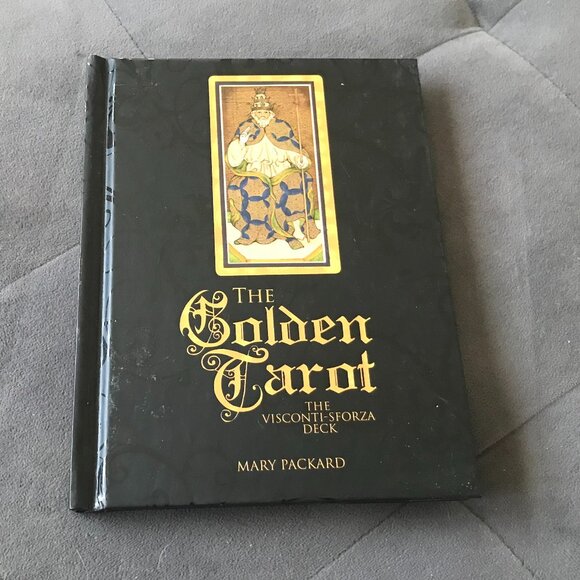 THE
Golden
Tarot
THE
VISCONTI-SFORZA
DECK
MARY PACKARD